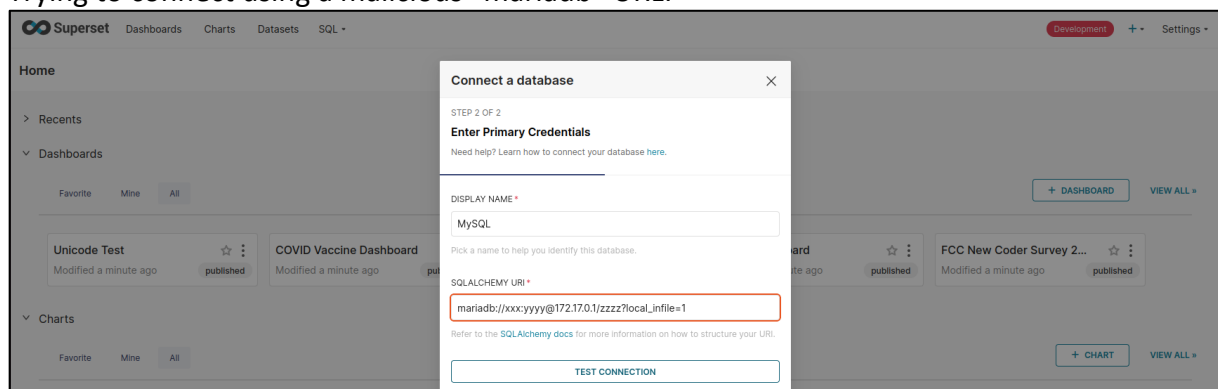 Trying to connect using a malicious "mariadb" URL:
Superset Dashboards Charts Datasets SQL
Development + Settings
Home
Connect a database
STEP 2 OF 2
Enter Primary Credentials
Need help? Learn how to connect your database here.
Recents
Dashboards
Favorite Mine All
+ DASHBOARD VIEW ALL »
DISPLAY NAME *
MySQL
Pick a name to help you identify this database.
Unicode Test
Modified a minute ago
published
COVID Vaccine Dashboard
Modified a minute ago
ago
published
FCC New Coder Survey 2...
Modified a minute ago
published
SQLALCHEMY URI *
mariadb://xxx:yyyy@172.17.0.1/zzzz?local_infile=1
Refer to the SQLAlchemy docs for more information on how to structure your URI.
Charts
Favorite Mine All
+ CHART VIEW ALL »
TEST CONNECTION